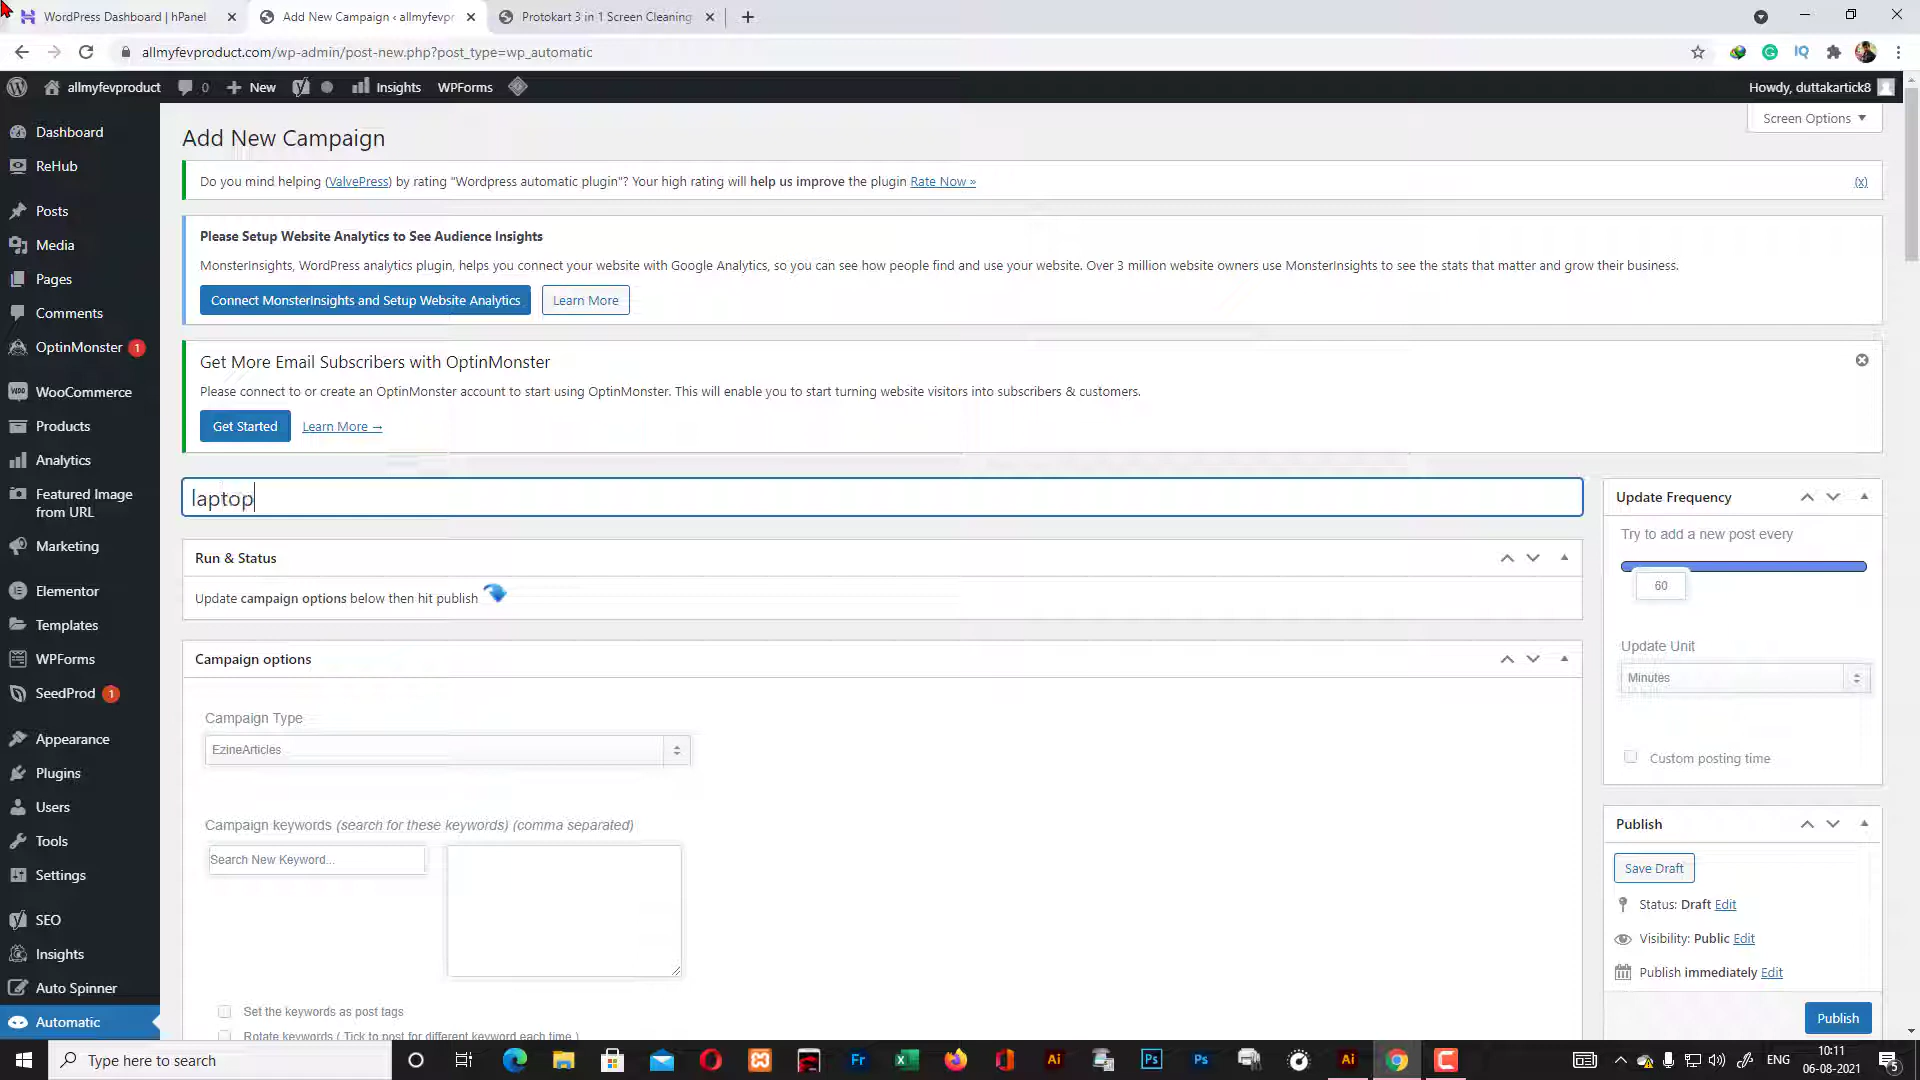 WordPress Dashboard | hPanel
Add New Campaign ‹ allmyfevpr
Protokart 3 in 1 Screen Cleaning
allmyfevproduct.com/wp-admin/post-new.php?post_type=wp_automatic
allmyfevproduct 0 New Insights WPForms Howdy, duttakartick8
Screen Options
Dashboard
ReHub
Posts
Media
Pages
Comments
OptinMonster 1
WooCommerce
Products
Analytics
Featured Image
from URL
Marketing
Elementor
Templates
WPForms
SeedProd 1
Appearance
Plugins
Users
Tools
Settings
SEO
Insights
Auto Spinner
Automatic
Add New Campaign
Do you mind helping (ValvePress) by rating "Wordpress automatic plugin"? Your high rating will help us improve the plugin Rate Now »
(x)
Please Setup Website Analytics to See Audience Insights
MonsterInsights, WordPress analytics plugin, helps you connect your website with Google Analytics, so you can see how people find and use your website. Over 3 million website owners use MonsterInsights to see the stats that matter and grow their business.
Connect MonsterInsights and Setup Website Analytics
Learn More
Get More Email Subscribers with OptinMonster
Please connect to or create an OptinMonster account to start using OptinMonster. This will enable you to start turning website visitors into subscribers & customers.
Get Started
Learn More →
laptop
Run & Status
Update campaign options below then hit publish
Campaign options
Campaign Type
EzineArticles
Campaign keywords (search for these keywords) (comma separated)
Search New Keyword...
Set the keywords as post tags
Rotate keywords ( Tick to post for different keyword each time )
Update Frequency
Try to add a new post every
60
Update Unit
Minutes
Custom posting time
Publish
Save Draft
Status: Draft Edit
Visibility: Public Edit
Publish immediately Edit
Publish
Type here to search
ENG
10:11
06-08-2021
5